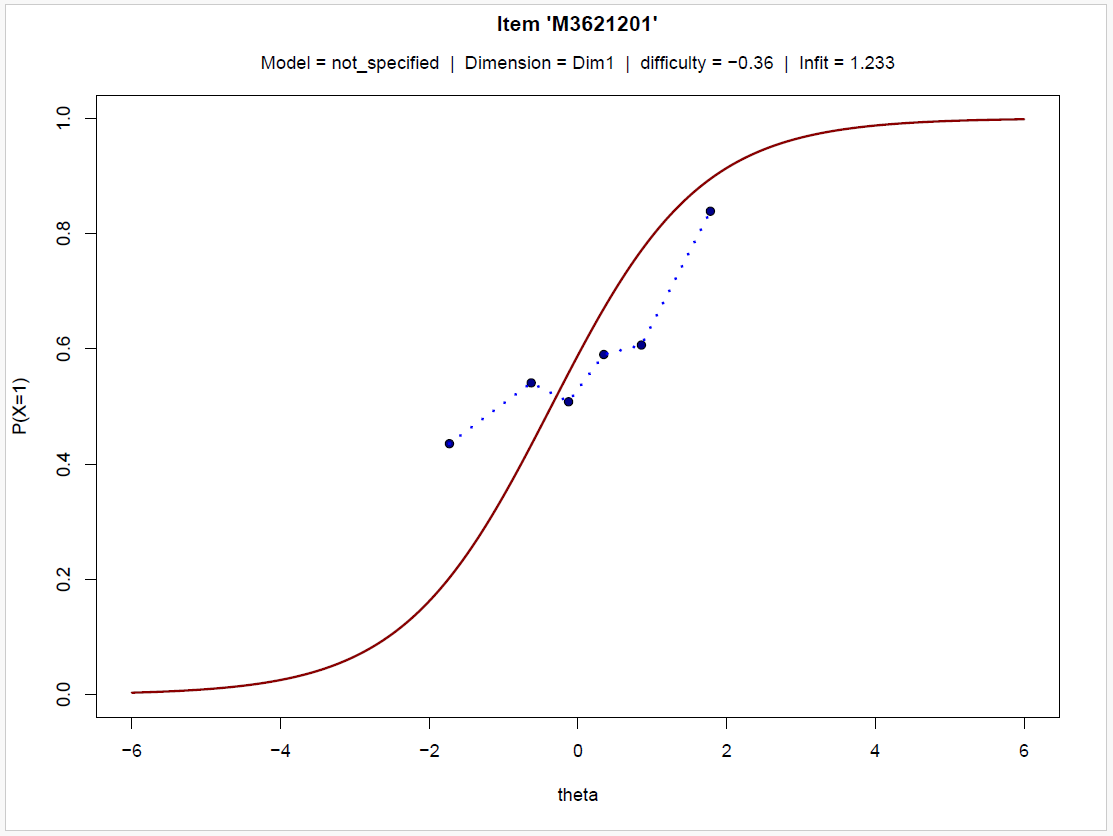 Item 'M3621201'
Model = not_specified | Dimension = Dim1 | difficulty = −0.36 | Infit = 1.233
P(X=1)
1.0
0.8
0.6
0.4
0.2
0.0
−6 −4 −2 0 2 4 6
theta